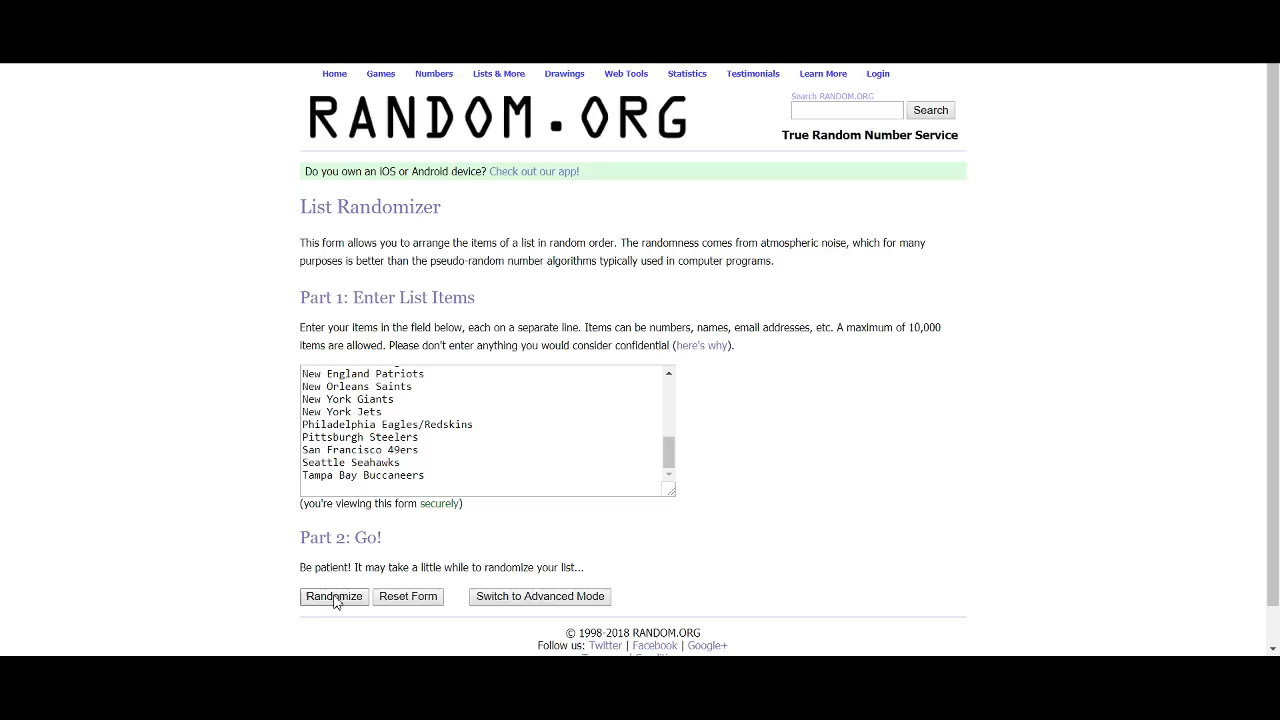 Home Games Numbers Lists & More Drawings Web Tools Statistics Testimonials Learn More Login
RANDOM.ORG
Search RANDOM.ORG
Search
True Random Number Service
Do you own an iOS or Android device? Check out our app!
List Randomizer
This form allows you to arrange the items of a list in random order. The randomness comes from atmospheric noise, which for many
purposes is better than the pseudo-random number algorithms typically used in computer programs.
Part 1: Enter List Items
Enter your items in the field below, each on a separate line. Items can be numbers, names, email addresses, etc. A maximum of 10,000
items are allowed. Please don't enter anything you would consider confidential (here's why).
New England Patriots
New Orleans Saints
New York Giants
New York Jets
Philadelphia Eagles/Redskins
Pittsburgh Steelers
San Francisco 49ers
Seattle Seahawks
Tampa Bay Buccaneers
(you're viewing this form securely)
Part 2: Go!
Be patient! It may take a little while to randomize your list...
Randomize Reset Form Switch to Advanced Mode
© 1998-2018 RANDOM.ORG
Follow us: Twitter | Facebook | Google+